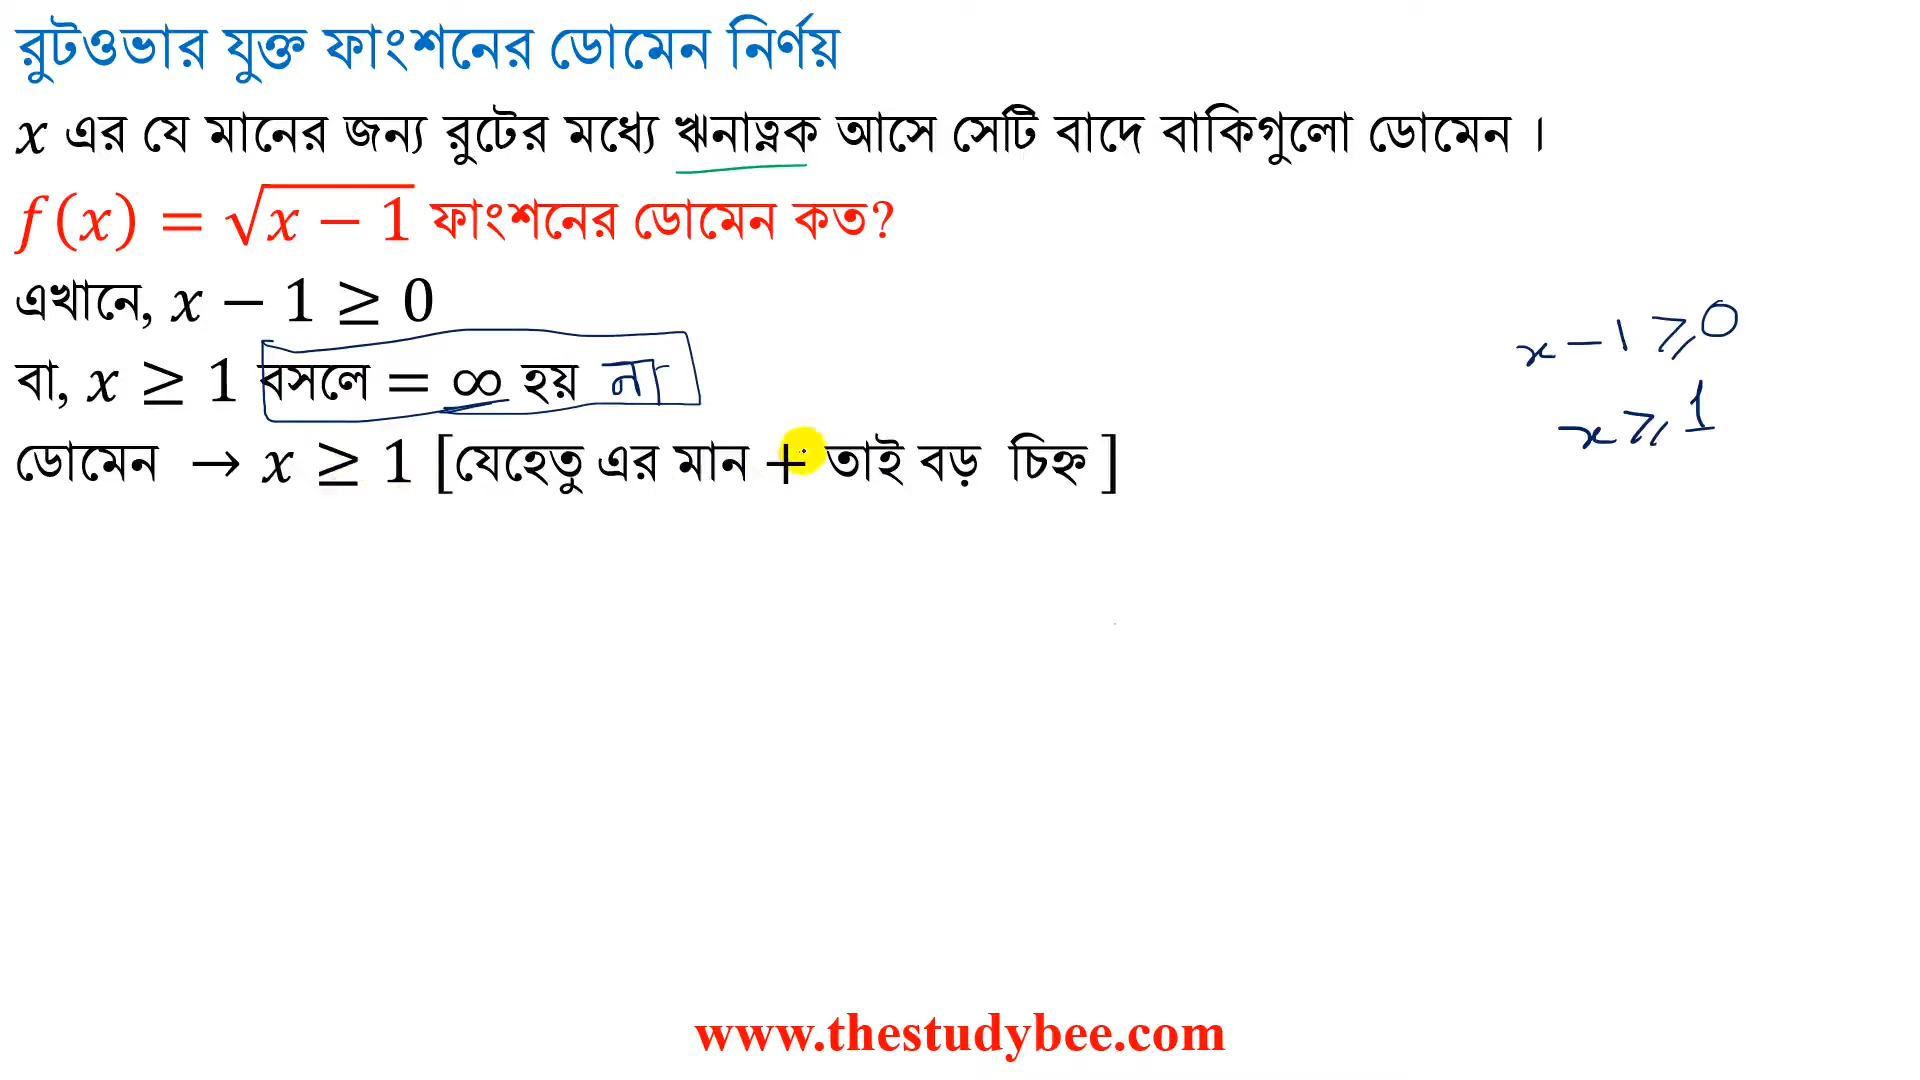 রুটওভার যুক্ত ফাংশনের ডোমেন নির্ণয়
x এর যে মানের জন্য রুটের মধ্যে ঋনাত্নক আসে সেটি বাদে বাকিগুলো ডোমেন ।
f(x) = √(x − 1) ফাংশনের ডোমেন কত?
এখানে, x − 1 ≥ 0
বা, x ≥ 1 বসলে = ∞ হয় না
ডোমেন → x ≥ 1 [যেহেতু এর মান + তাই বড় চিহ্ন ]
x − 1 ≥ 0
x ≥ 1
www.thestudybee.com